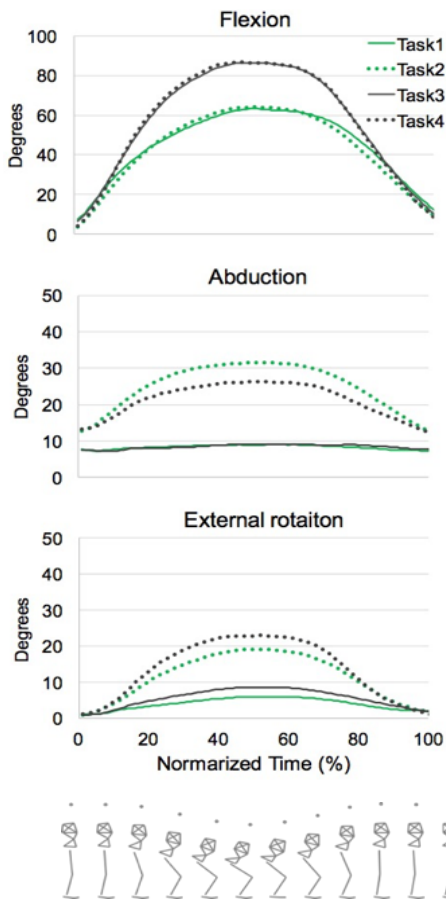 Flexion
100
80
60
40
20
0
Degrees
Task1
Task2
Task3
Task4
Abduction
50
40
30
20
10
0
Degrees
External rotaiton
50
40
30
20
10
0
Degrees
0 20 40 60 80 100
Normarized Time (%)